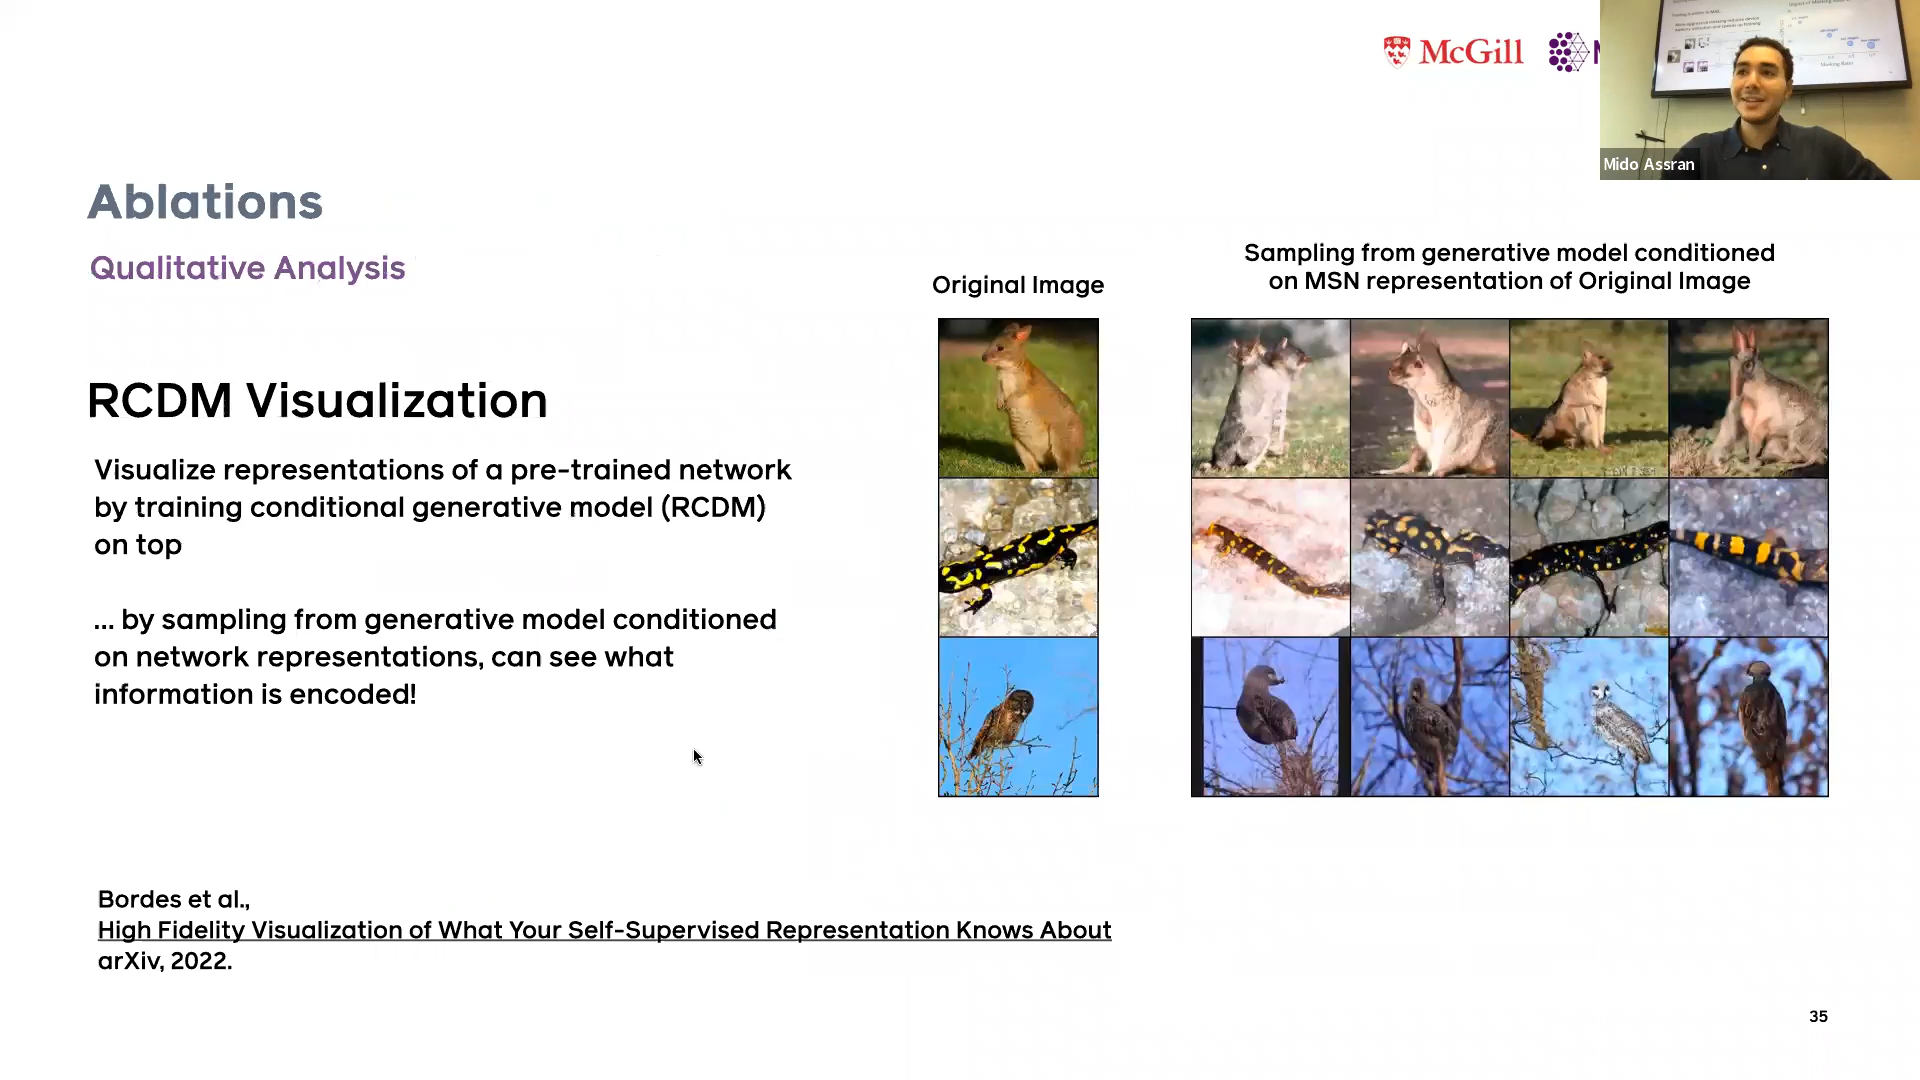 McGill
Mido Assran
Ablations
Qualitative Analysis
RCDM Visualization
Visualize representations of a pre-trained network
by training conditional generative model (RCDM)
on top
... by sampling from generative model conditioned
on network representations, can see what
information is encoded!
Original Image
Sampling from generative model conditioned
on MSN representation of Original Image
Bordes et al.,
High Fidelity Visualization of What Your Self-Supervised Representation Knows About
arXiv, 2022.
35